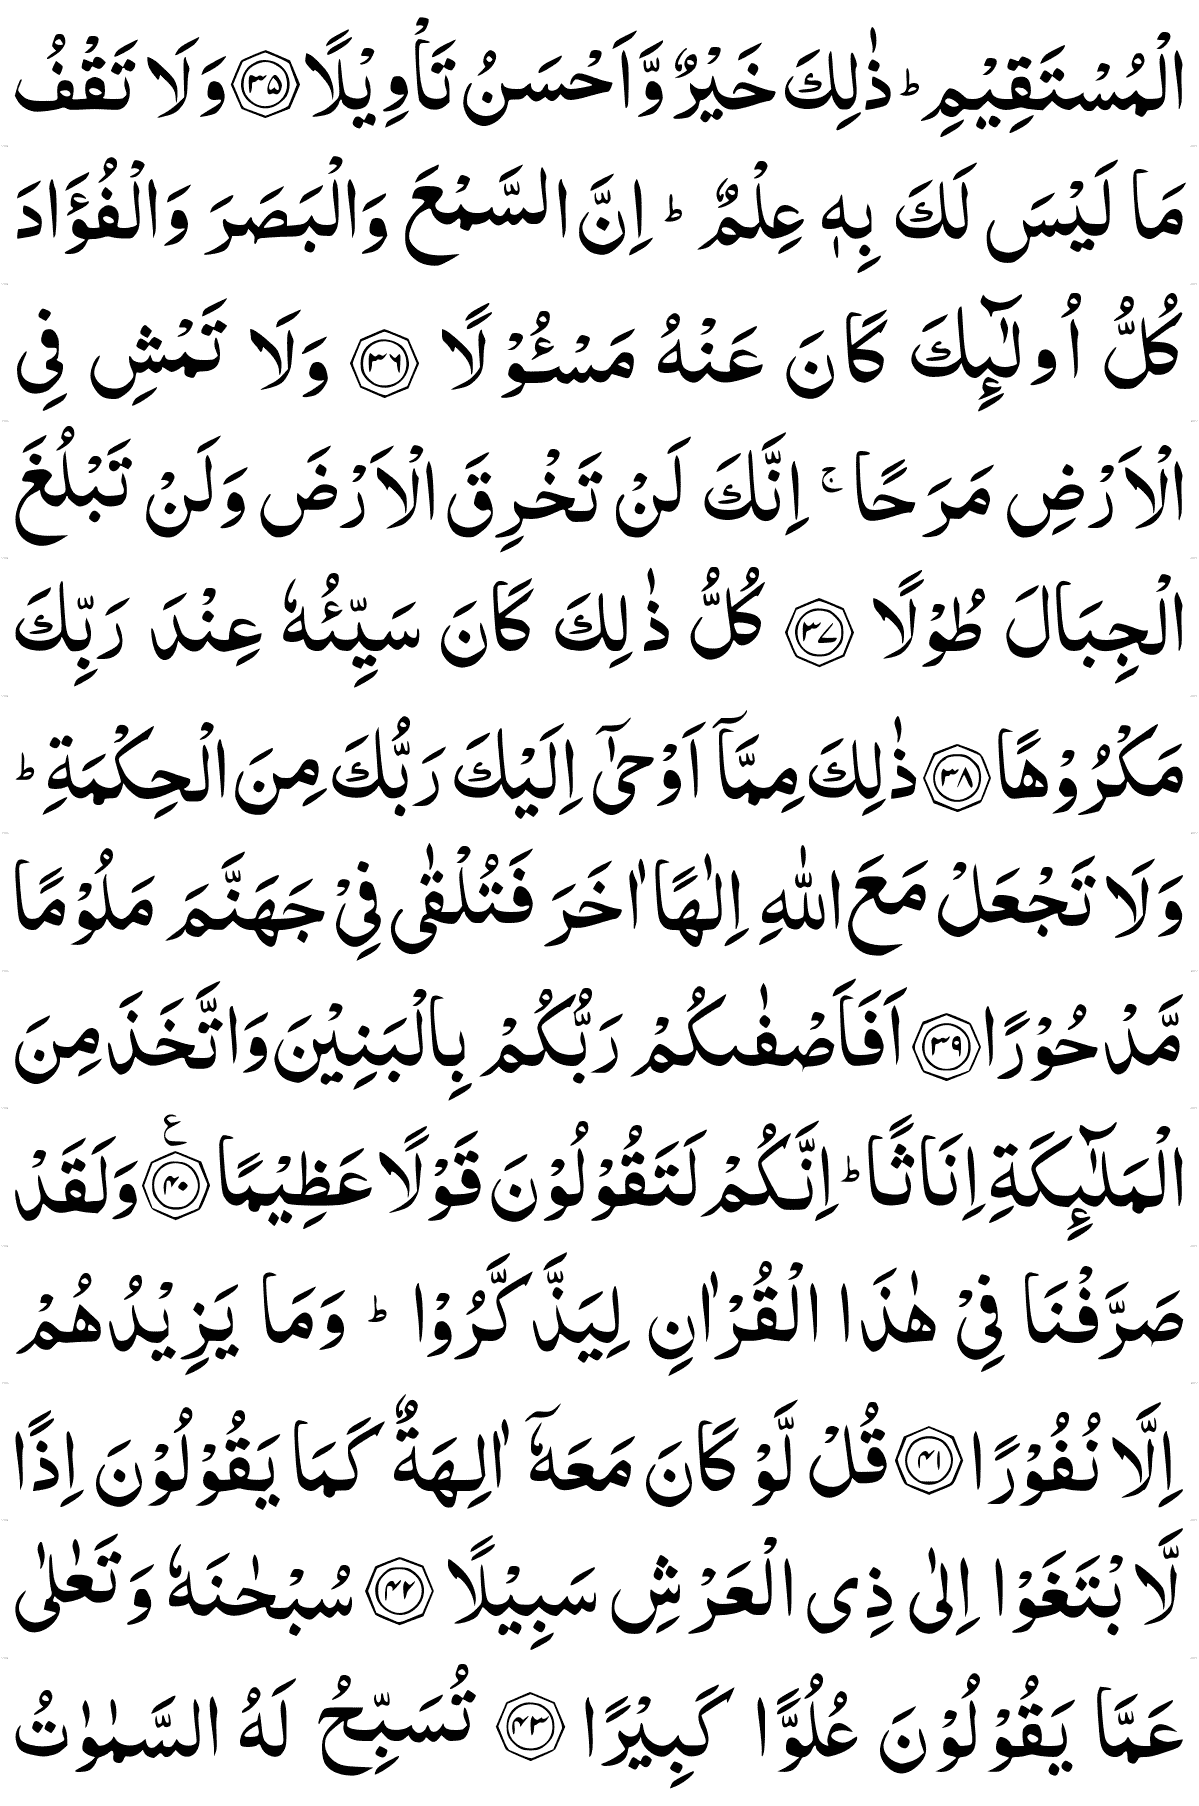 الْمُسْتَقِيْمِ ؕ ذٰلِكَ خَيْرٌ وَّاَحْسَنُ تَاْوِيْلًا ﴿۳۵﴾ وَلَا تَقْفُ
مَا لَيْسَ لَكَ بِهٖ عِلْمٌ ؕ اِنَّ السَّمْعَ وَالْبَصَرَ وَالْفُؤَادَ
كُلُّ اُولٰٓئِكَ كَانَ عَنْهُ مَسْـُٔوْلًا ﴿۳۶﴾ وَلَا تَمْشِ فِى
الْاَرْضِ مَرَحًا ۚ اِنَّكَ لَنْ تَخْرِقَ الْاَرْضَ وَلَنْ تَبْلُغَ
الْجِبَالَ طُوْلًا ﴿۳۷﴾ كُلُّ ذٰلِكَ كَانَ سَيِّئُهٗ عِنْدَ رَبِّكَ
مَكْرُوْهًا ﴿۳۸﴾ ذٰلِكَ مِمَّاۤ اَوْحٰۤى اِلَيْكَ رَبُّكَ مِنَ الْحِكْمَةِ ؕ
وَلَا تَجْعَلْ مَعَ اللّٰهِ اِلٰهًا اٰخَرَ فَتُلْقٰى فِىْ جَهَنَّمَ مَلُوْمًا
مَّدْحُوْرًا ﴿۳۹﴾ اَفَاَصْفٰٮكُمْ رَبُّكُمْ بِالْبَنِيْنَ وَاتَّخَذَ مِنَ
الْمَلٰٓئِكَةِ اِنَاثًا ؕ اِنَّكُمْ لَتَقُوْلُوْنَ قَوْلًا عَظِيْمًا ﴿۴۰﴾ ع وَلَقَدْ
صَرَّفْنَا فِىْ هٰذَا الْقُرْاٰنِ لِيَذَّكَّرُوْا ؕ وَمَا يَزِيْدُهُمْ
اِلَّا نُفُوْرًا ﴿۴۱﴾ قُلْ لَّوْ كَانَ مَعَهٗۤ اٰلِهَةٌ كَمَا يَقُوْلُوْنَ اِذًا
لَّابْتَغَوْا اِلٰى ذِى الْعَرْشِ سَبِيْلًا ﴿۴۲﴾ سُبْحٰنَهٗ وَتَعٰلٰى
عَمَّا يَقُوْلُوْنَ عُلُوًّا كَبِيْرًا ﴿۴۳﴾ تُسَبِّحُ لَهُ السَّمٰوٰتُ